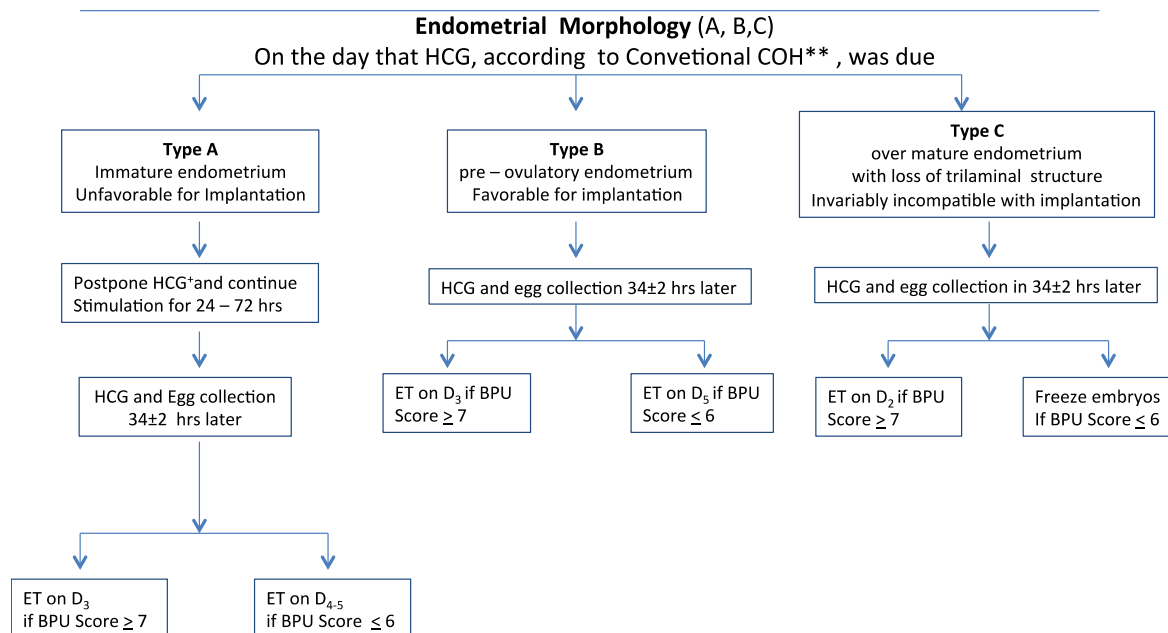 Endometrial Morphology (A, B,C)
On the day that HCG, according to Convetional COH** , was due
Type A
Immature endometrium
Unfavorable for Implantation
Type B
pre – ovulatory endometrium
Favorable for implantation
Type C
over mature endometrium
with loss of trilaminal structure
Invariably incompatible with implantation
Postpone HCG⁺and continue
Stimulation for 24 – 72 hrs
HCG and egg collection 34±2 hrs later
HCG and egg collection in 34±2 hrs later
HCG and Egg collection
34±2 hrs later
ET on D₃ if BPU
Score ≥ 7
ET on D₅ if BPU
Score ≤ 6
ET on D₂ if BPU
Score ≥ 7
Freeze embryos
If BPU Score ≤ 6
ET on D₃
if BPU Score ≥ 7
ET on D₄₋₅
if BPU Score ≤ 6